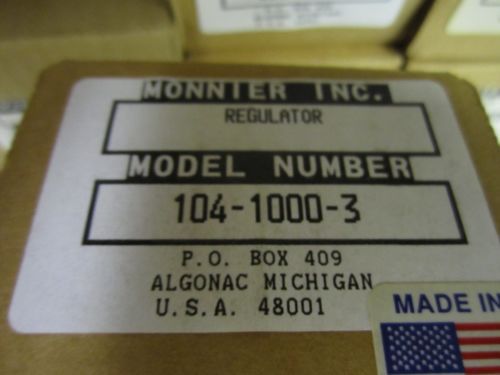 MONNIER INC.
REGULATOR
MODEL NUMBER
104-1000-3
P.O. BOX 409
ALGONAC MICHIGAN
U.S.A. 48001
MADE IN